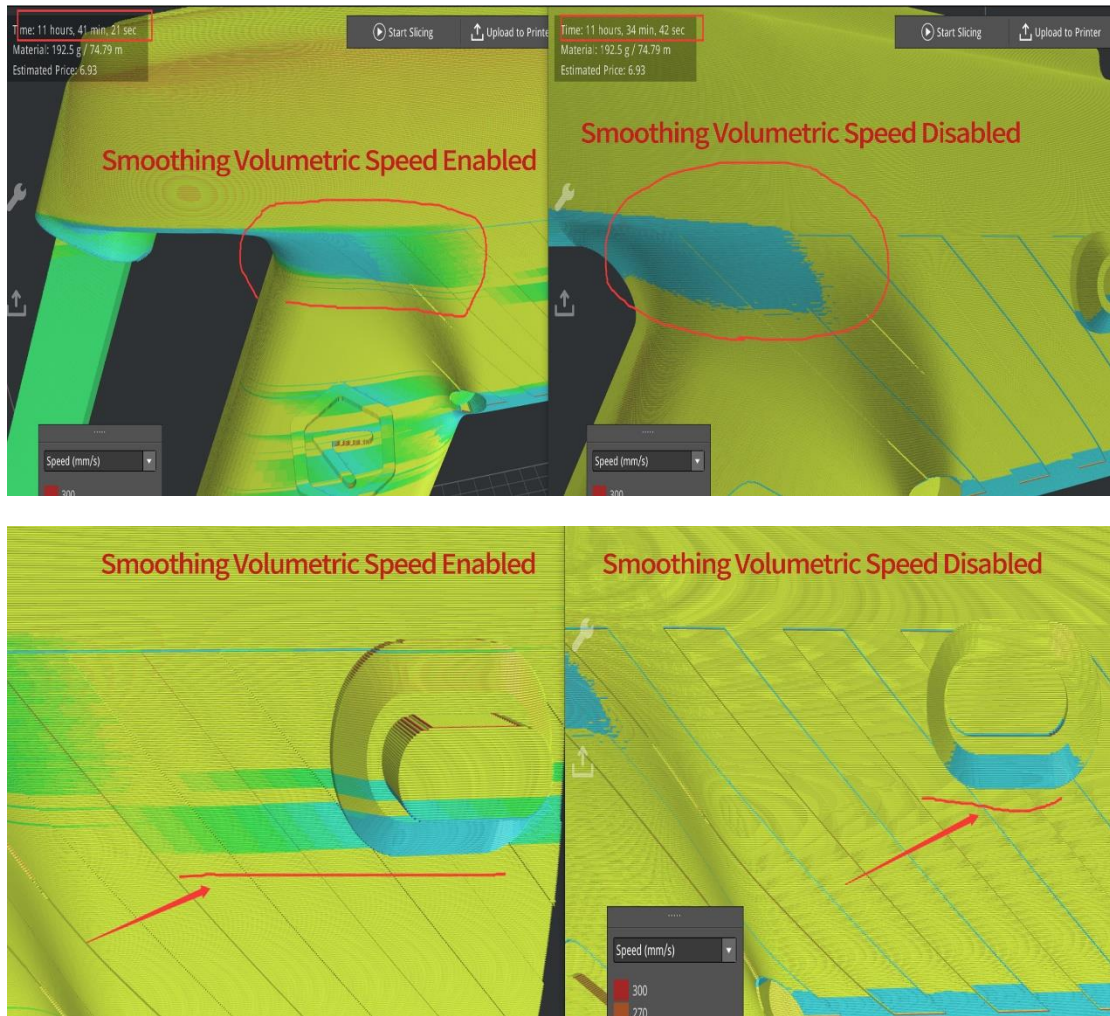 Time: 11 hours, 41 min, 21 sec
Material: 192.5 g / 74.79 m
Estimated Price: 6.93
Start Slicing
Upload to Printe
Smoothing Volumetric Speed Enabled
Speed (mm/s)
300
Time: 11 hours, 34 min, 42 sec
Material: 192.5 g / 74.79 m
Estimated Price: 6.93
Start Slicing
Upload to Printer
Smoothing Volumetric Speed Disabled
Speed (mm/s)
300
Smoothing Volumetric Speed Enabled
Smoothing Volumetric Speed Disabled
Speed (mm/s)
300
270